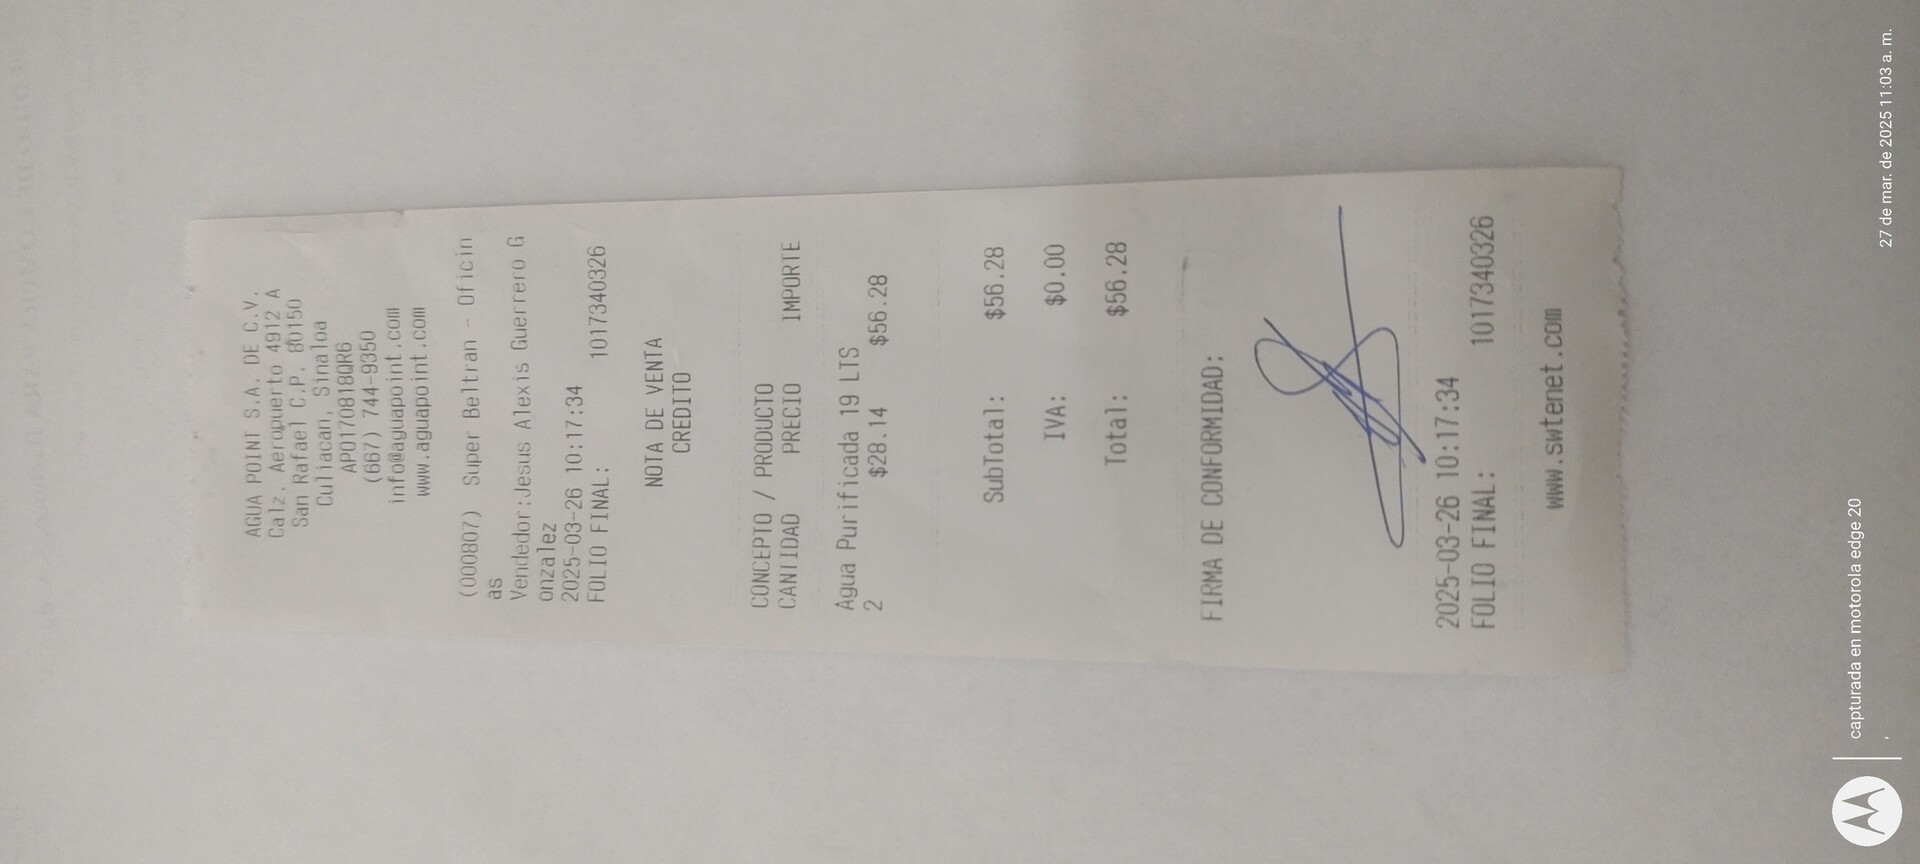 AGUA POINT S.A. DE C.V.
Calz. Aeropuerto 4912 A
San Rafael C.P. 80150
Culiacan, Sinaloa
APO170818QR6
(667) 744-9350
info@aguapoint.com
www.aguapoint.com
(000807) Super Beltran - Oficin
as
Vendedor:Jesus Alexis Guerrero G
onzalez
2025-03-26 10:17:34
FOLIO FINAL: 1017340326
NOTA DE VENTA
CREDITO
CONCEPTO / PRODUCTO
CANTIDAD PRECIO IMPORTE
Agua Purificada 19 LTS
2 $28.14 $56.28
SubTotal: $56.28
IVA: $0.00
Total: $56.28
FIRMA DE CONFORMIDAD:
2025-03-26 10:17:34
FOLIO FINAL: 1017340326
www.swtenet.com
capturada en motorola edge 20
, 27 de mar. de 2025 11:03 a. m.